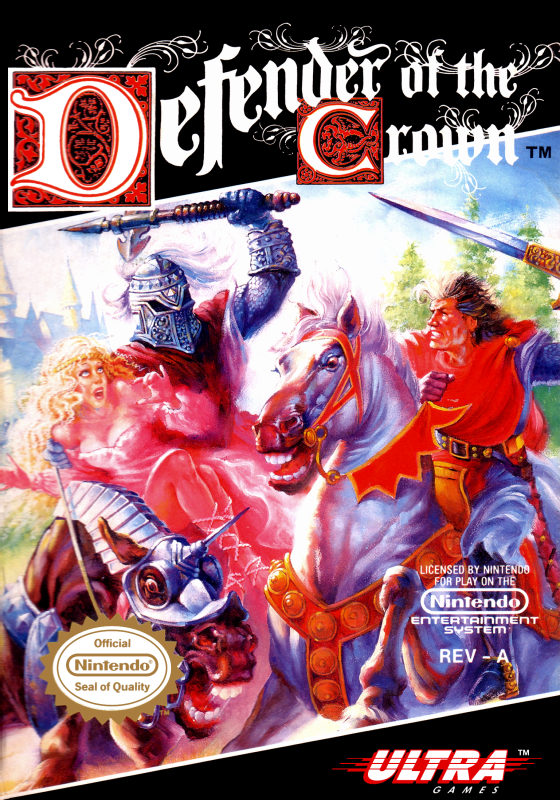 Defender of the
Crown™
LICENSED BY NINTENDO
FOR PLAY ON THE
Nintendo®
ENTERTAINMENT
SYSTEM®
REV-A
Official
Nintendo®
Seal of Quality
ULTRA™
GAMES